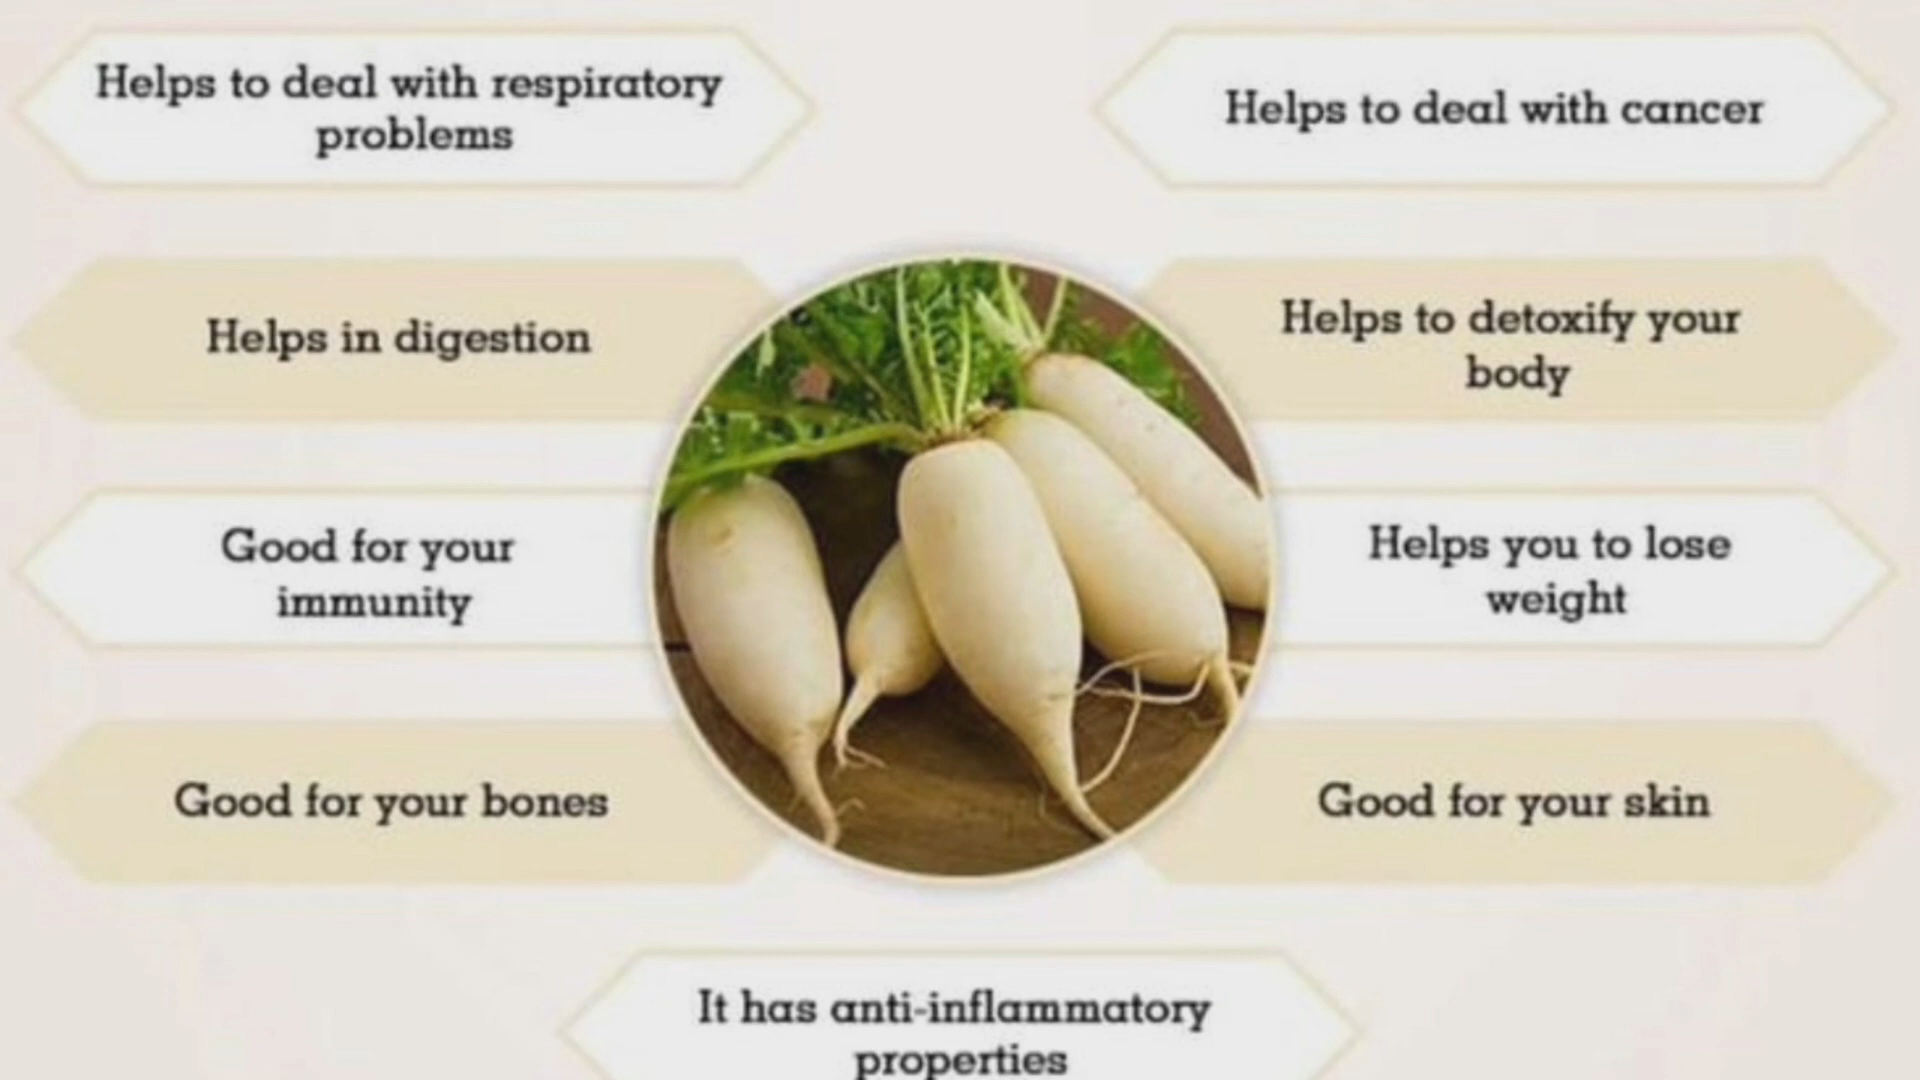 Helps to deal with respiratory
problems
Helps to deal with cancer
Helps in digestion
Helps to detoxify your
body
Good for your
immunity
Helps you to lose
weight
Good for your bones
Good for your skin
It has anti-inflammatory
properties